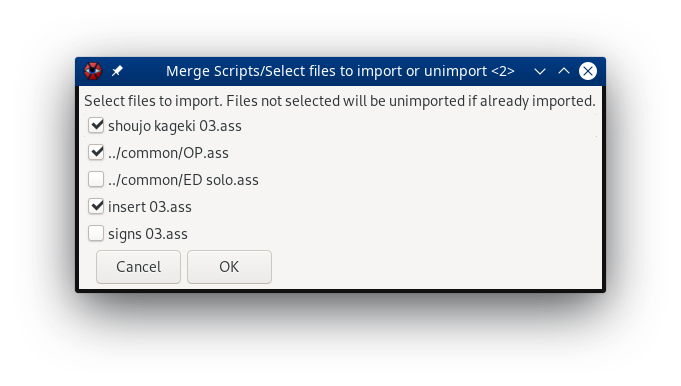 Merge Scripts/Select files to import or unimport <2>
Select files to import. Files not selected will be unimported if already imported.
shoujo kageki 03.ass
../common/OP.ass
../common/ED solo.ass
insert 03.ass
signs 03.ass
Cancel OK